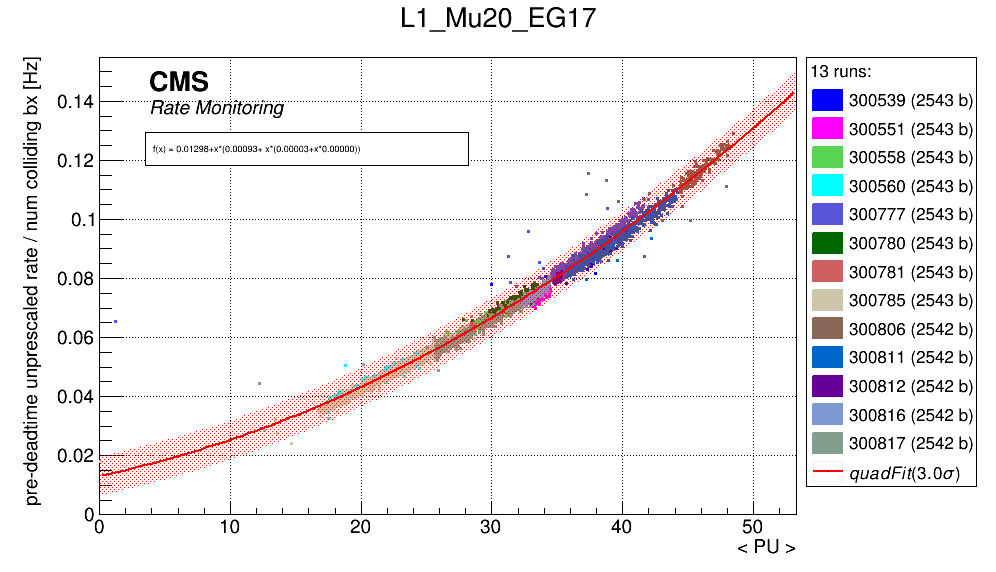 L1_Mu20_EG17
pre-deadtime unprescaled rate / num colliding bx [Hz]
CMS
Rate Monitoring
f(x) = 0.01298+x*(0.00093+ x*(0.00003+x*0.00000))
0.14
0.12
0.1
0.08
0.06
0.04
0.02
0
0 10 20 30 40 50
< PU >
13 runs:
300539 (2543 b)
300551 (2543 b)
300558 (2543 b)
300560 (2543 b)
300777 (2543 b)
300780 (2543 b)
300781 (2543 b)
300785 (2543 b)
300806 (2542 b)
300811 (2542 b)
300812 (2542 b)
300816 (2542 b)
300817 (2542 b)
quadFit(3.0σ)